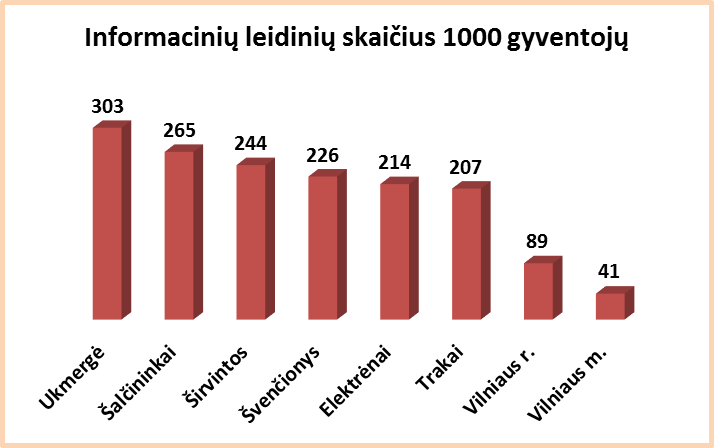 Informacinių leidinių skaičius 1000 gyventojų
303
265
244
226
214
207
89
41
Ukmergė
Šalčininkai
Širvintos
Švenčionys
Elektrėnai
Trakai
Vilniaus r.
Vilniaus m.